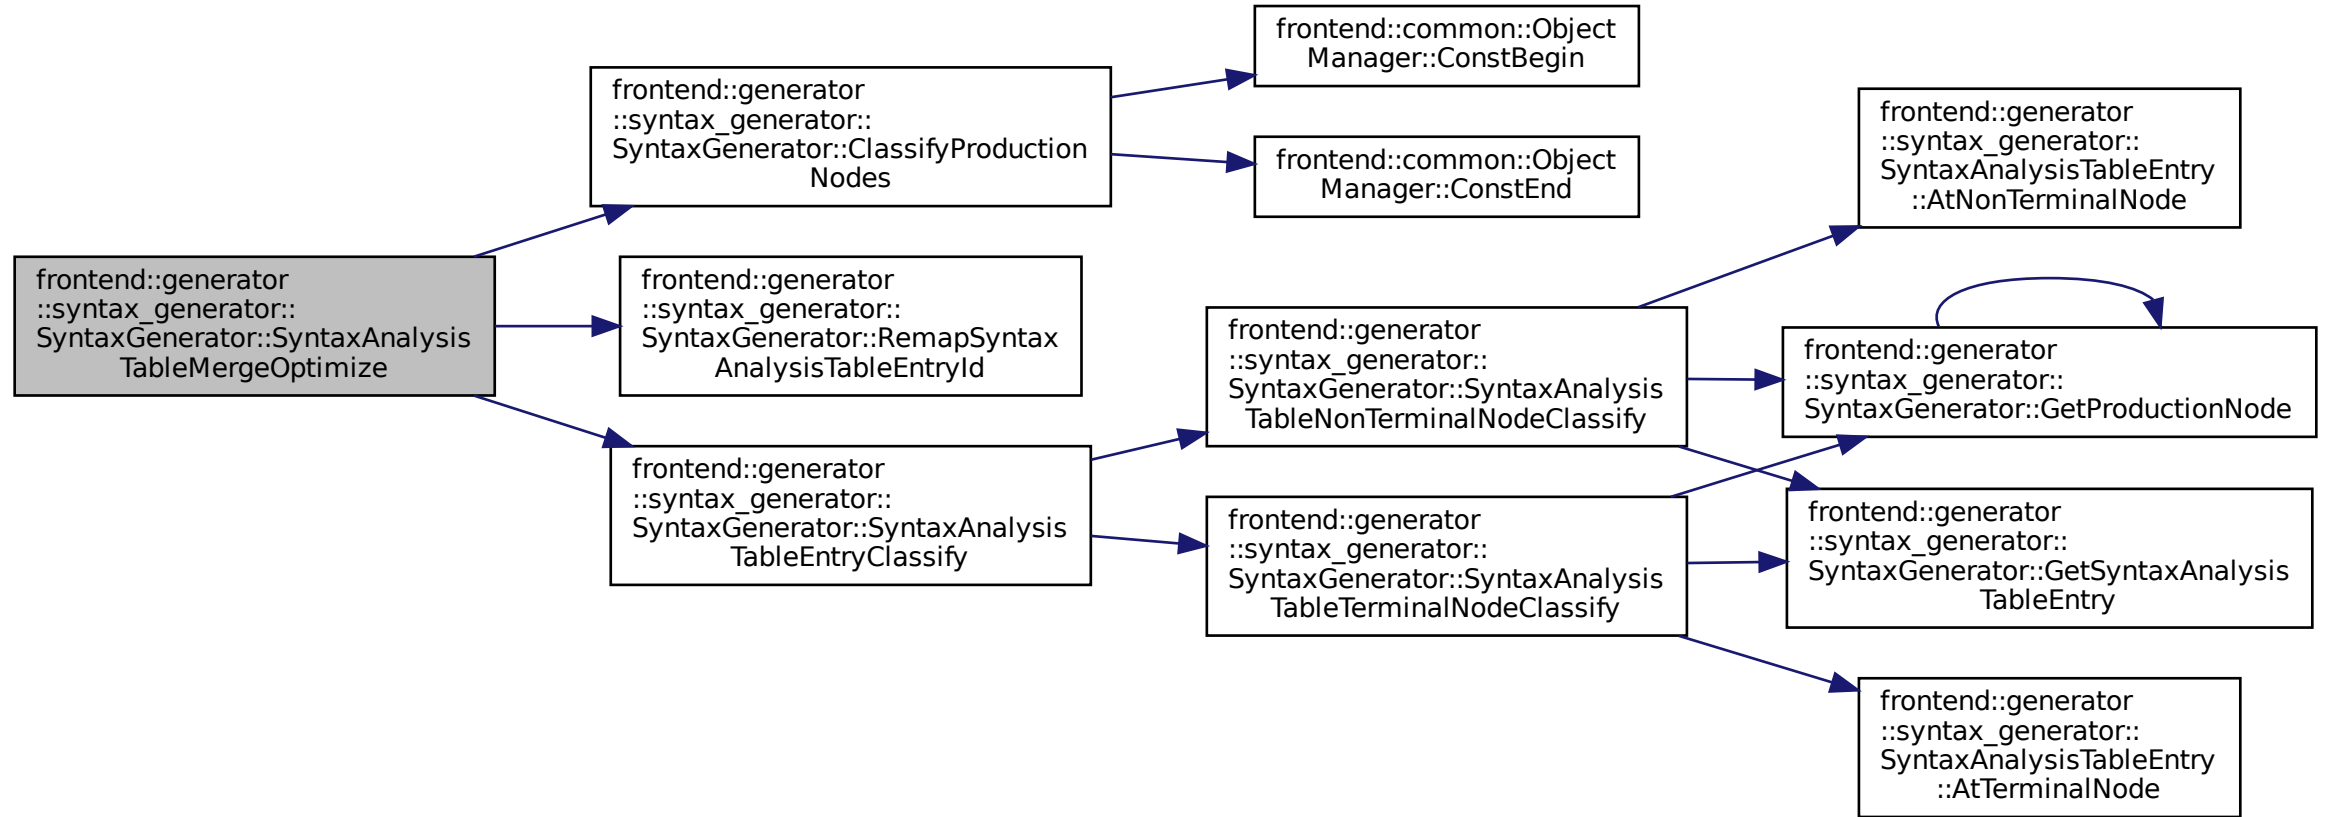 frontend::generator
::syntax_generator::
SyntaxGenerator::SyntaxAnalysis
TableMergeOptimize
frontend::generator
::syntax_generator::
SyntaxGenerator::ClassifyProduction
Nodes
frontend::common::Object
Manager::ConstBegin
frontend::common::Object
Manager::ConstEnd
frontend::generator
::syntax_generator::
SyntaxGenerator::RemapSyntax
AnalysisTableEntryId
frontend::generator
::syntax_generator::
SyntaxGenerator::SyntaxAnalysis
TableEntryClassify
frontend::generator
::syntax_generator::
SyntaxGenerator::SyntaxAnalysis
TableNonTerminalNodeClassify
frontend::generator
::syntax_generator::
SyntaxGenerator::SyntaxAnalysis
TableTerminalNodeClassify
frontend::generator
::syntax_generator::
SyntaxAnalysisTableEntry
::AtNonTerminalNode
frontend::generator
::syntax_generator::
SyntaxGenerator::GetProductionNode
frontend::generator
::syntax_generator::
SyntaxGenerator::GetSyntaxAnalysis
TableEntry
frontend::generator
::syntax_generator::
SyntaxAnalysisTableEntry
::AtTerminalNode